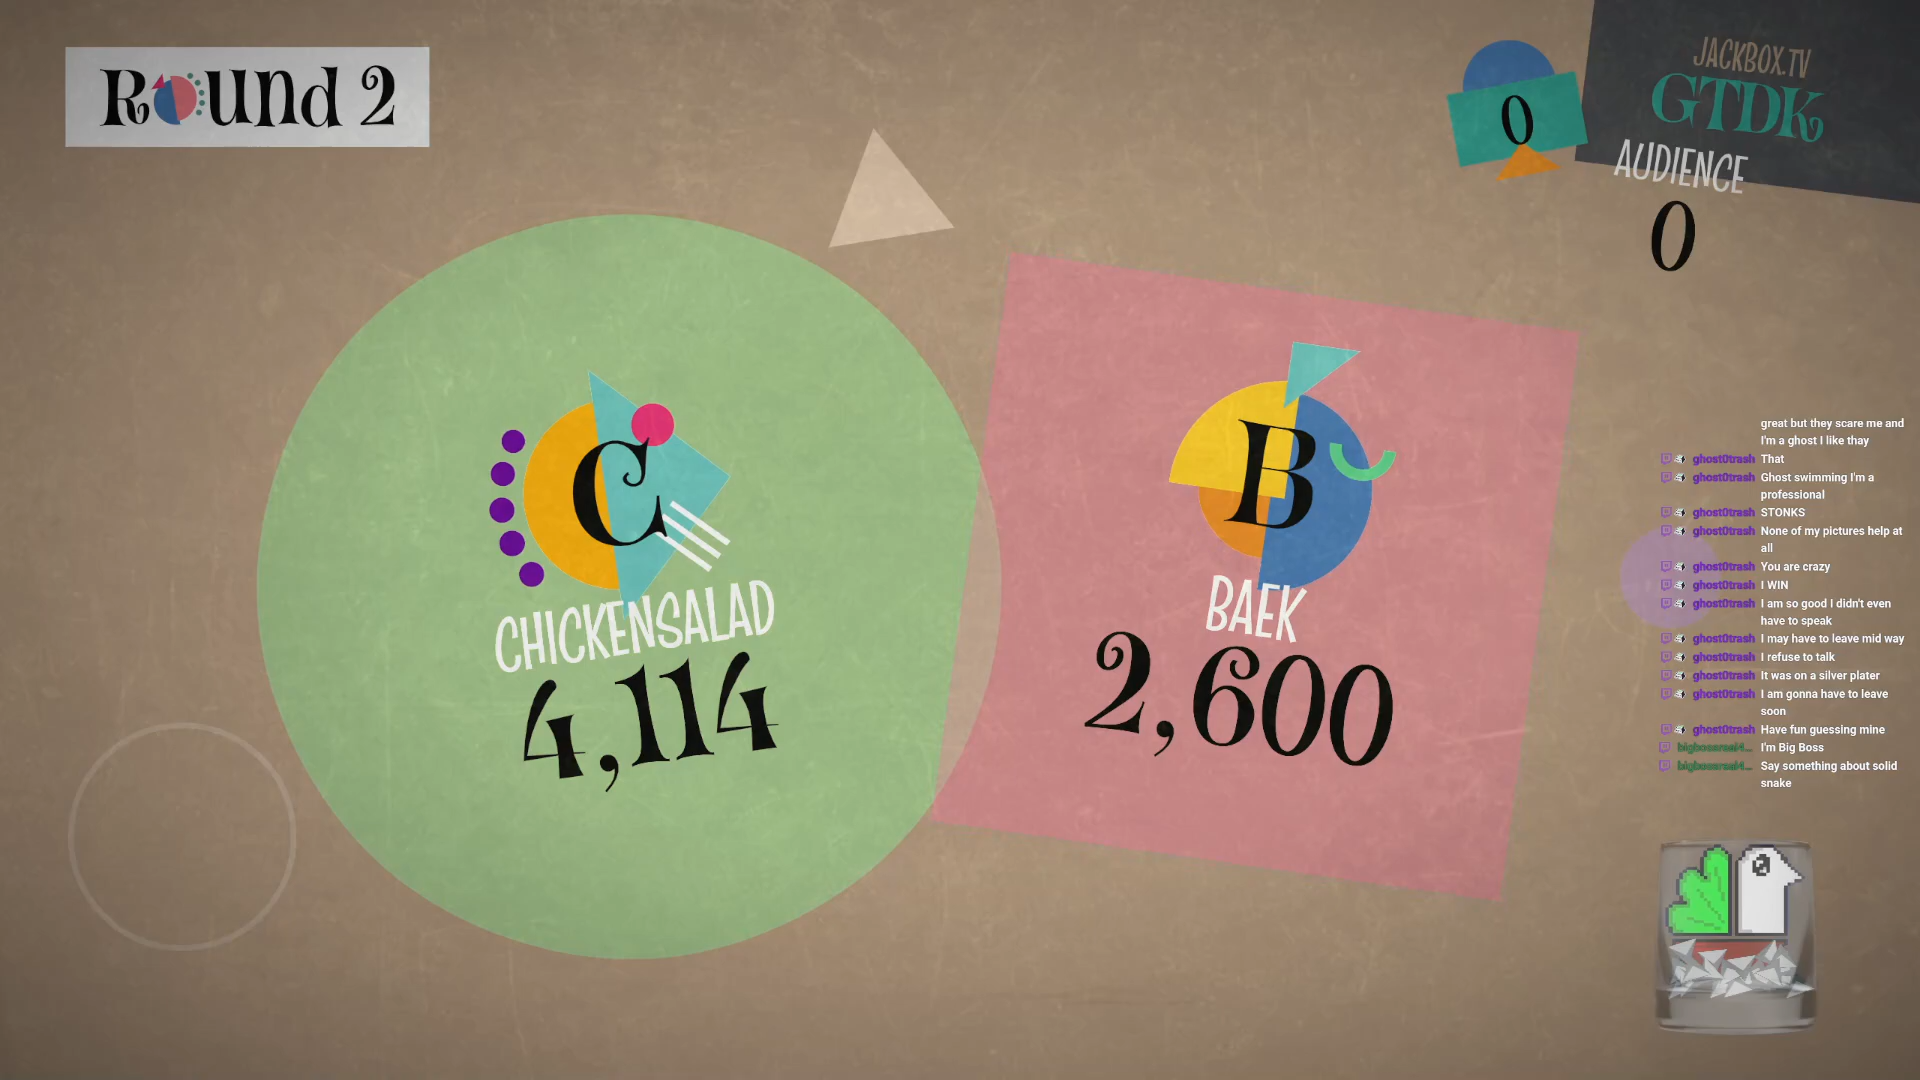 Round 2
0
JACKBOX.TV
GTDK
AUDIENCE
0
C
CHICKENSALAD
4,114
B
BAEK
2,600
great but they scare me and
I'm a ghost I like thay
ghost0trash That
ghost0trash Ghost swimming I'm a
professional
ghost0trash STONKS
ghost0trash None of my pictures help at
all
ghost0trash You are crazy
ghost0trash I WIN
ghost0trash I am so good I didn't even
have to speak
ghost0trash I may have to leave mid way
ghost0trash I refuse to talk
ghost0trash It was on a silver plater
ghost0trash I am gonna have to leave
soon
ghost0trash Have fun guessing mine
I'm Big Boss
Say something about solid
snake